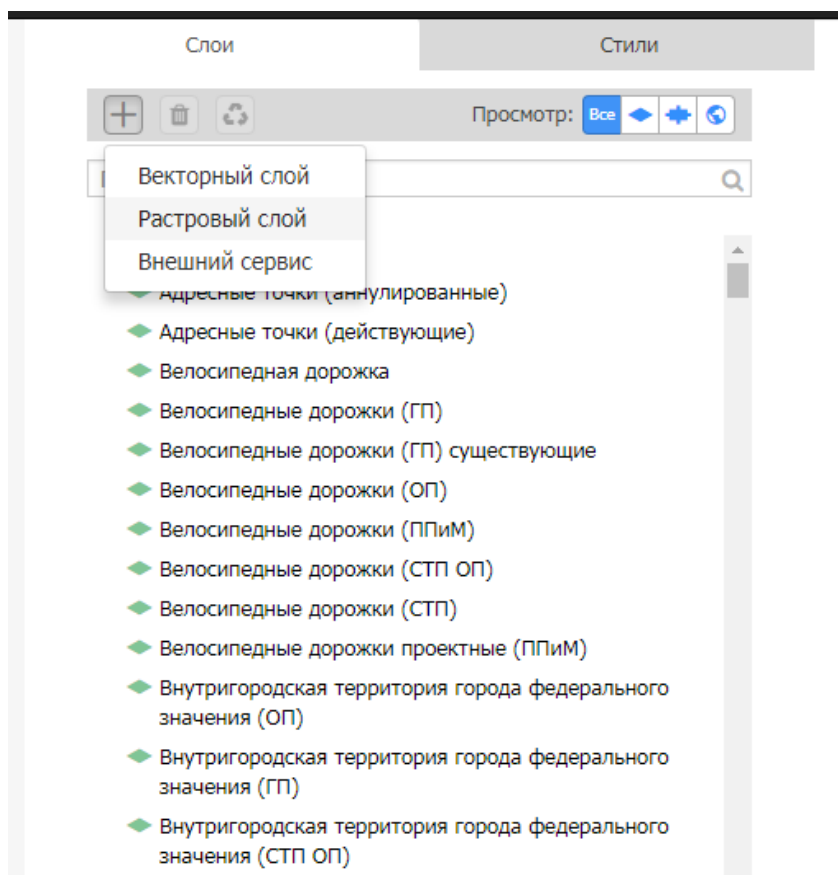 Слои
Стили
Просмотр: Все
Векторный слой
Растровый слой
Внешний сервис
Адресные точки (аннулированные)
Адресные точки (действующие)
Велосипедная дорожка
Велосипедные дорожки (ГП)
Велосипедные дорожки (ГП) существующие
Велосипедные дорожки (ОП)
Велосипедные дорожки (ППиМ)
Велосипедные дорожки (СТП ОП)
Велосипедные дорожки (СТП)
Велосипедные дорожки проектные (ППиМ)
Внутригородская территория города федерального
значения (ОП)
Внутригородская территория города федерального
значения (ГП)
Внутригородская территория города федерального
значения (СТП ОП)